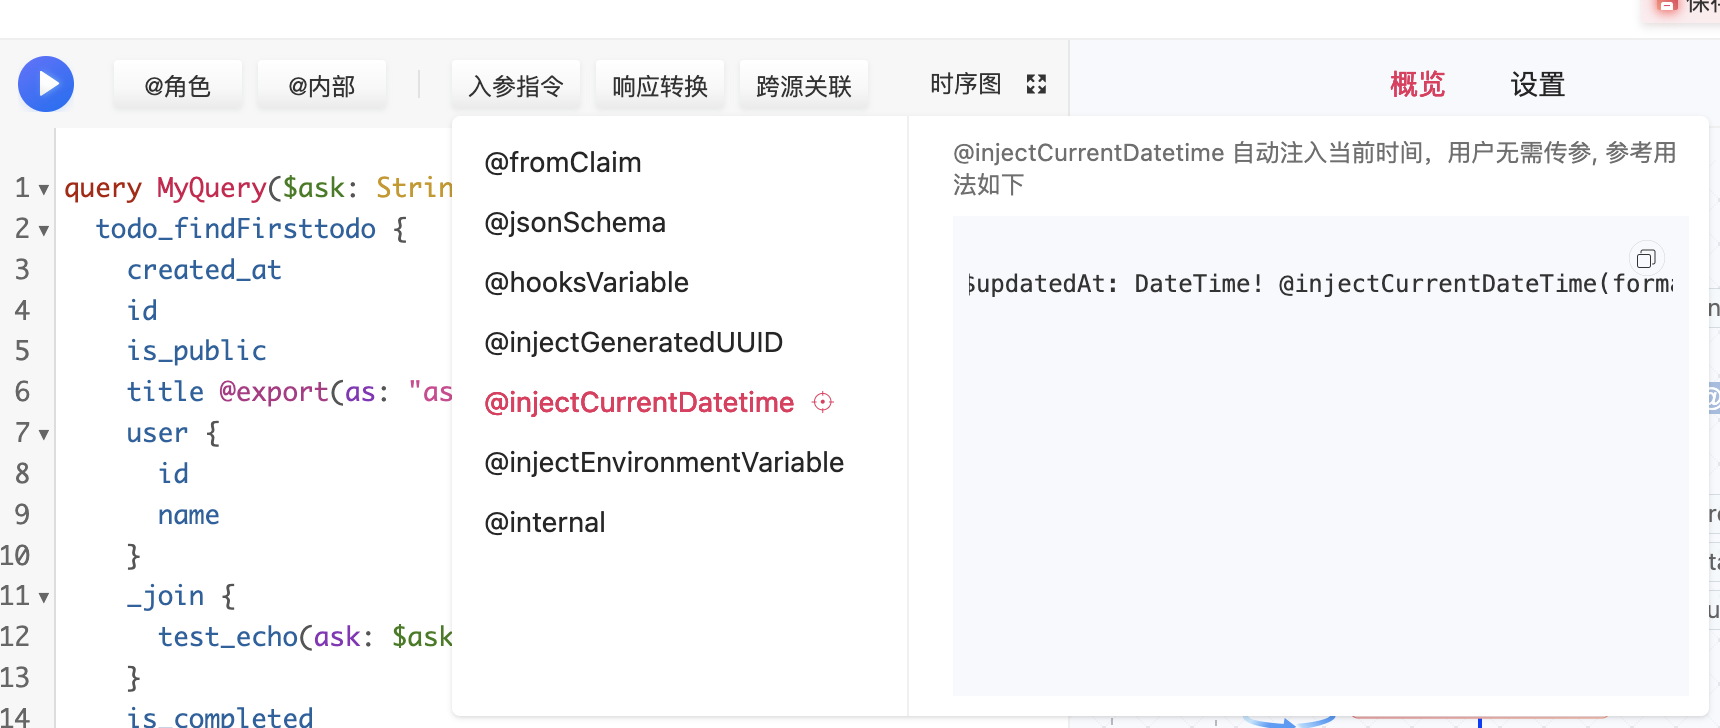 @角色
@内部
入参指令
响应转换
跨源关联
时序图
概览
设置
1 query MyQuery($ask: Strin
2 todo_findFirsttodo {
3 created_at
4 id
5 is_public
6 title @export(as: "as
7 user {
8 id
9 name
10 }
11 _join {
12 test_echo(ask: $ask
13 }
14 is_completed
@fromClaim
@jsonSchema
@hooksVariable
@injectGeneratedUUID
@injectCurrentDatetime
@injectEnvironmentVariable
@internal
@injectCurrentDatetime 自动注入当前时间，用户无需传参, 参考用
法如下
$updatedAt: DateTime! @injectCurrentDateTime(forma